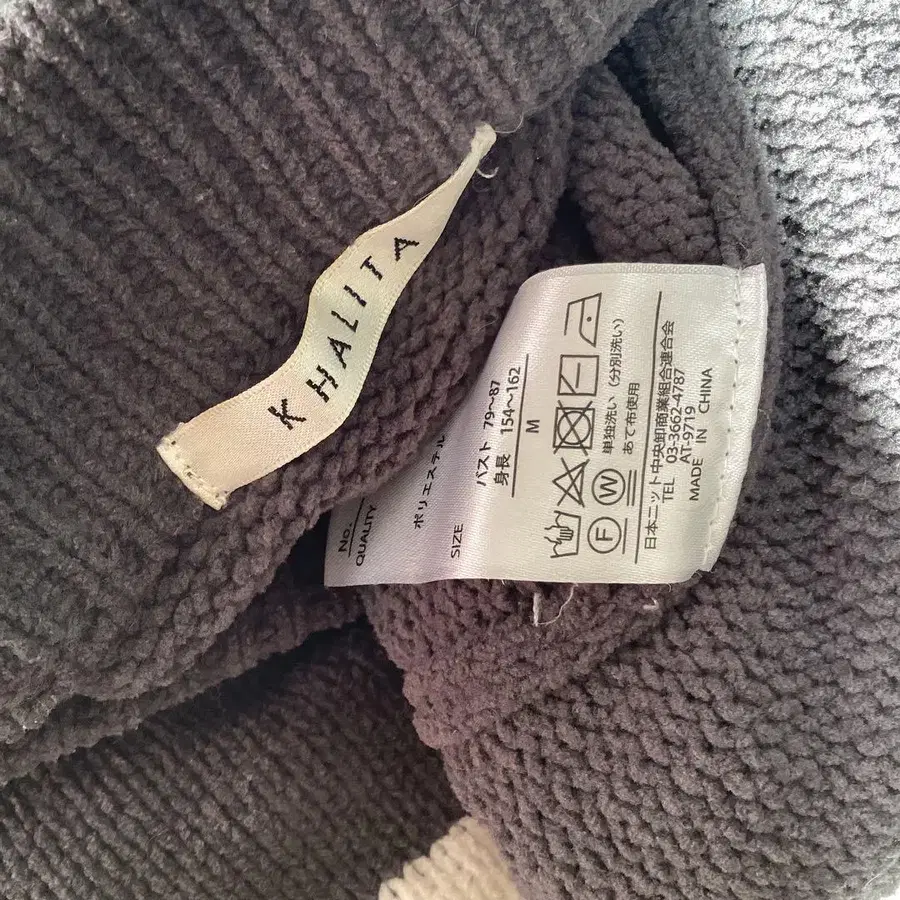 KHALITA
No.
QUALITY
ポリエステル
SIZE
バスト 79～87
身長 154～162
M
F W
単独洗い（分別洗い）
あて布使用
日本ニット中央卸商業組合連合会
TEL 03-3662-4787
AT-9719
MADE IN CHINA